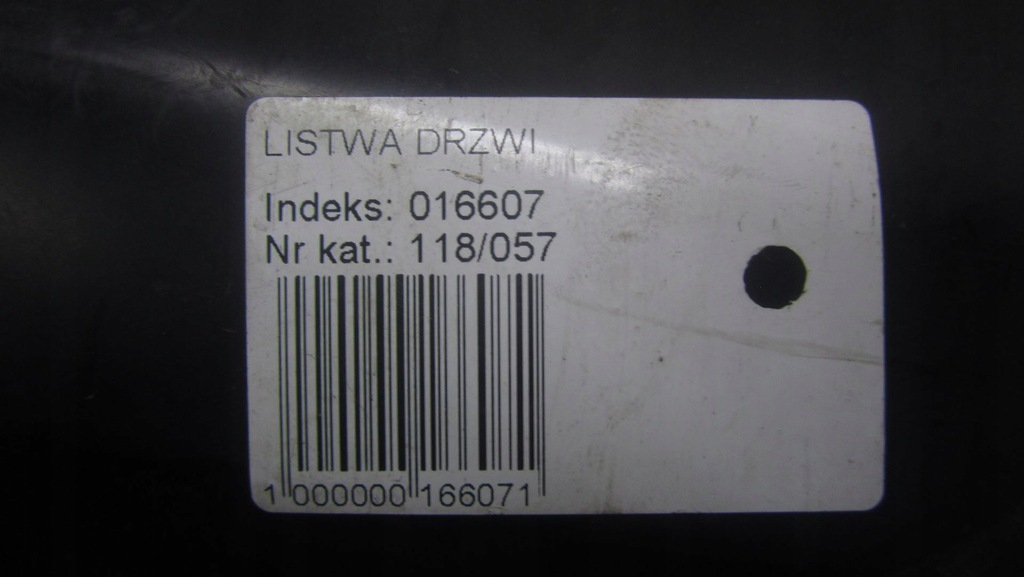 LISTWA DRZWI
Indeks: 016607
Nr kat.: 118/057
1 000000 166071